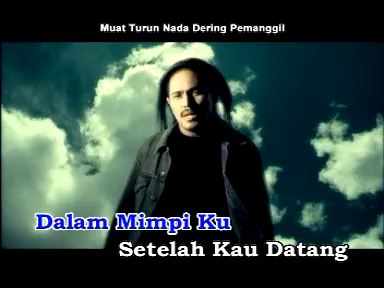 Muat Turun Nada Dering Pemanggil
Dalam Mimpi Ku
Setelah Kau Datang